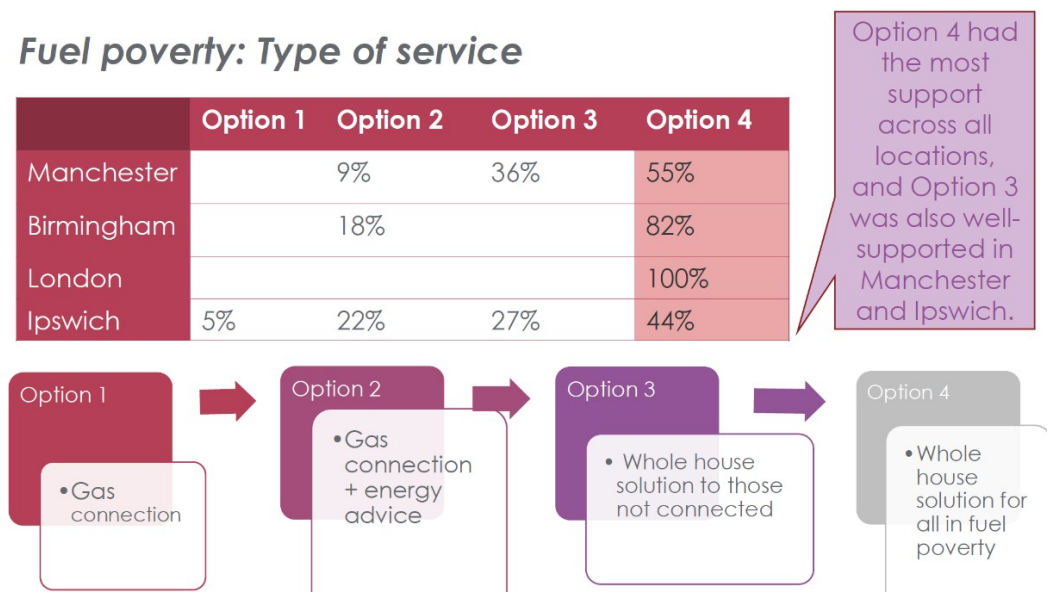 Fuel poverty: Type of service
Option 1 Option 2 Option 3 Option 4
Manchester 9% 36% 55%
Birmingham 18% 82%
London 100%
Ipswich 5% 22% 27% 44%
Option 4 had
the most
support
across all
locations,
and Option 3
was also well-
supported in
Manchester
and Ipswich.
Option 1
•Gas
connection
Option 2
•Gas
connection
+ energy
advice
Option 3
• Whole house
solution to those
not connected
Option 4
•Whole
house
solution for
all in fuel
poverty